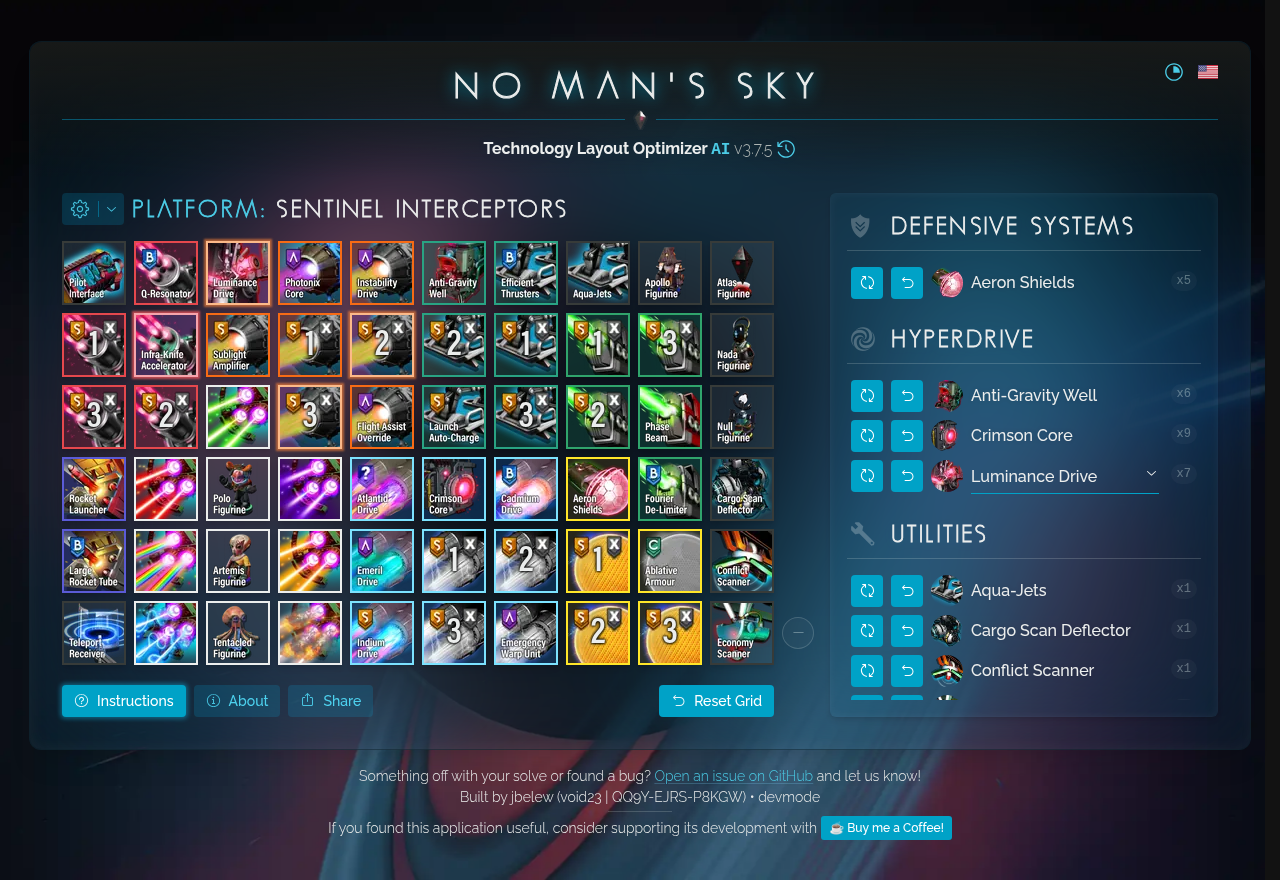 NO MAN'S SKY
Technology Layout Optimizer AI v3.7.5
PLATFORM: SENTINEL INTERCEPTORS
Pilot Interface
B Q-Resonator
Luminance Drive
Photonix Core
Instability Drive
Anti-Gravity Well
B Efficient Thrusters
Aqua-Jets
Apollo Figurine
Atlas Figurine
S 1 X
Infra-Knife Accelerator
S Sublight Amplifier
S 1 X
S 2 X
S 2 X
S 1 X
S 1 X
S 3 X
Nada Figurine
S 3 X
S 2 X
S 3 X
Flight Assist Override
S Launch Auto-Charge
S 3 X
S 2 X
Phase Beam
Null Figurine
Rocket Launcher
Polo Figurine
? Atlantid Drive
Crimson Core
B Cadmium Drive
Aeron Shields
B Fourier De-Limiter
Cargo Scan Deflector
B Large Rocket Tube
Artemis Figurine
Emeril Drive
S 1 X
S 2 X
S 1 X
C Ablative Armour
Conflict Scanner
Teleport Receiver
Tentacled Figurine
S Indium Drive
S 3 X
Emergency Warp Unit
S 2 X
S 3 X
Economy Scanner
Instructions
About
Share
Reset Grid
DEFENSIVE SYSTEMS
Aeron Shields x5
HYPERDRIVE
Anti-Gravity Well x6
Crimson Core x9
Luminance Drive x7
UTILITIES
Aqua-Jets x1
Cargo Scan Deflector x1
Conflict Scanner x1
Something off with your solve or found a bug? Open an issue on GitHub and let us know!
Built by jbelew (void23 | QQ9Y-EJRS-P8KGW) • devmode
If you found this application useful, consider supporting its development with ☕ Buy me a Coffee!